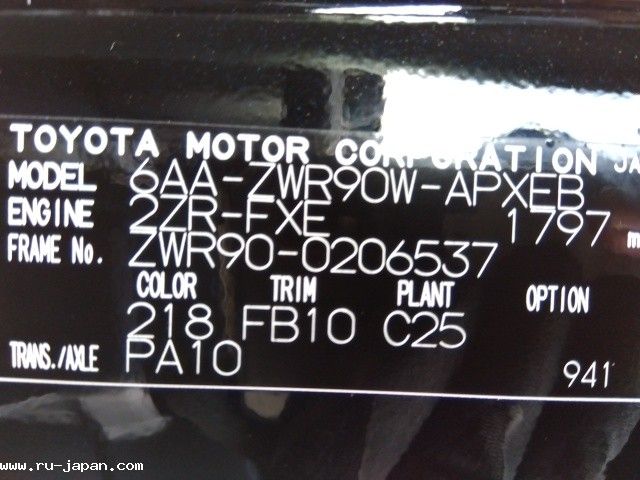 TOYOTA MOTOR CORPORATION JA
MODEL 6AA-ZWR90W-APXEB
ENGINE 2ZR-FXE 1797 m
FRAME No. ZWR90-0206537
COLOR TRIM PLANT OPTION
218 FB10 C25
TRANS./AXLE PA10
941
www.ru-japan.com